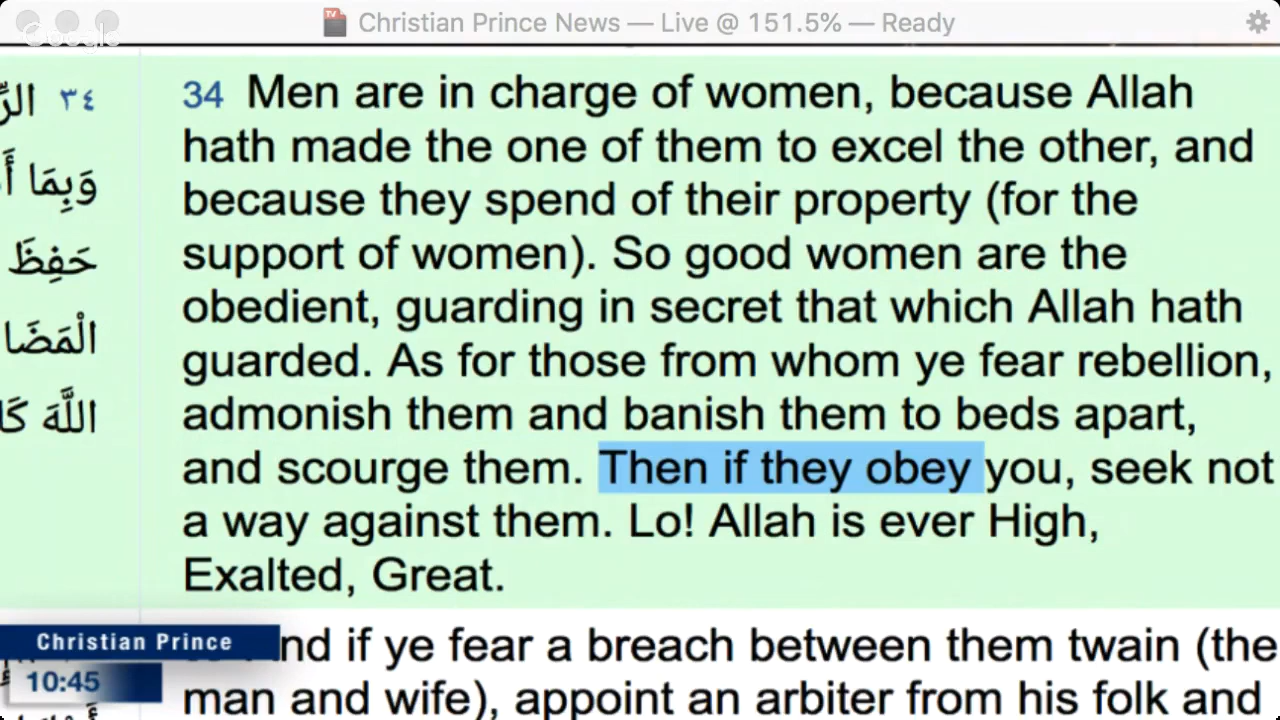 Christian Prince News — Live @ 151.5% — Ready
Google
TV
٣٤
وَبِمَا
حَفِظَ
اللَّهَ
34 Men are in charge of women, because Allah
hath made the one of them to excel the other, and
because they spend of their property (for the
support of women). So good women are the
obedient, guarding in secret that which Allah hath
guarded. As for those from whom ye fear rebellion,
admonish them and banish them to beds apart,
and scourge them. Then if they obey you, seek not
a way against them. Lo! Allah is ever High,
Exalted, Great.
if ye fear a breach between them twain (the
man and wife), appoint an arbiter from his folk and
Christian Prince
10:45